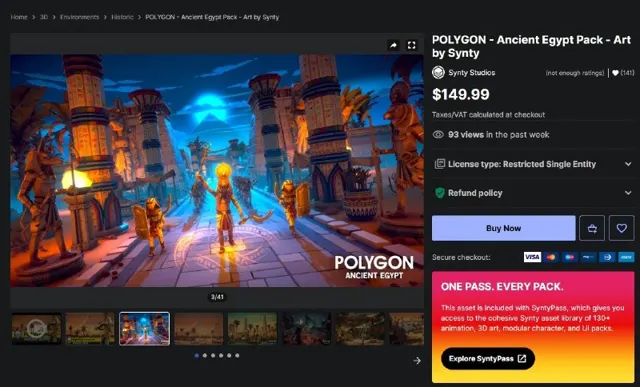 Home > 3D > Environments > Historic > POLYGON - Ancient Egypt Pack - Art by Synty
POLYGON - Ancient Egypt Pack - Art
by Synty
Synty Studios
(not enough ratings) | (141)
$149.99
Taxes/VAT calculated at checkout
93 views in the past week
License type: Restricted Single Entity
Refund policy
Buy Now
Secure checkout:
VISA
POLYGON
ANCIENT EGYPT
3/41
ONE PASS. EVERY PACK.
This asset is included with SyntyPass, which gives you
access to the cohesive Synty asset library of 130+
animation, 3D art, modular character, and UI packs.
Explore SyntyPass